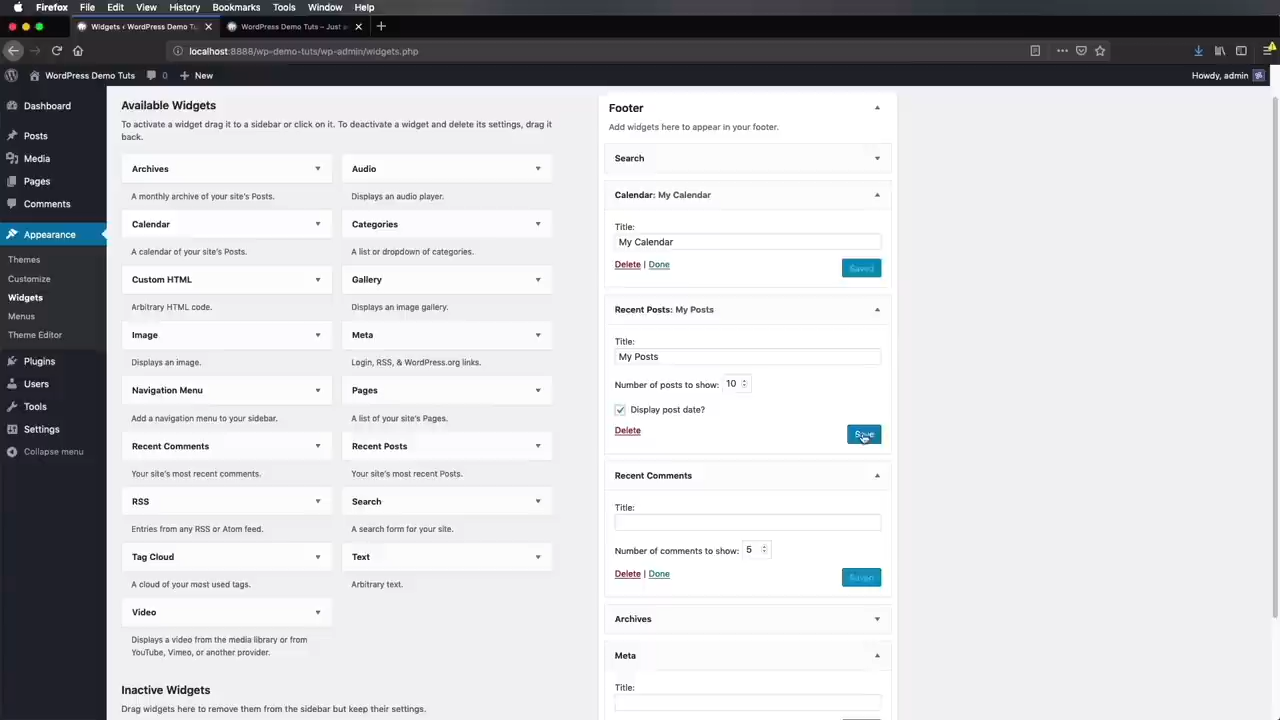 Firefox File Edit View History Bookmarks Tools Window Help
Widgets ‹ WordPress Demo Tu
WordPress Demo Tuts – Just a
localhost:8888/wp-demo-tuts/wp-admin/widgets.php
WordPress Demo Tuts 0 New
Howdy, admin
Dashboard
Posts
Media
Pages
Comments
Appearance
Themes
Customize
Widgets
Menus
Theme Editor
Plugins
Users
Tools
Settings
Collapse menu
Available Widgets
To activate a widget drag it to a sidebar or click on it. To deactivate a widget and delete its settings, drag it
back.
Archives
A monthly archive of your site's Posts.
Audio
Displays an audio player.
Calendar
A calendar of your site's Posts.
Categories
A list or dropdown of categories.
Custom HTML
Arbitrary HTML code.
Gallery
Displays an image gallery.
Image
Displays an image.
Meta
Login, RSS, & WordPress.org links.
Navigation Menu
Add a navigation menu to your sidebar.
Pages
A list of your site's Pages.
Recent Comments
Your site's most recent comments.
Recent Posts
Your site's most recent Posts.
RSS
Entries from any RSS or Atom feed.
Search
A search form for your site.
Tag Cloud
A cloud of your most used tags.
Text
Arbitrary text.
Video
Displays a video from the media library or from
YouTube, Vimeo, or another provider.
Inactive Widgets
Drag widgets here to remove them from the sidebar but keep their settings.
Footer
Add widgets here to appear in your footer.
Search
Calendar: My Calendar
Title:
My Calendar
Delete | Done
Saved
Recent Posts: My Posts
Title:
My Posts
Number of posts to show: 10
Display post date?
Delete
Save
Recent Comments
Title:
Number of comments to show: 5
Delete | Done
Archives
Meta
Title: